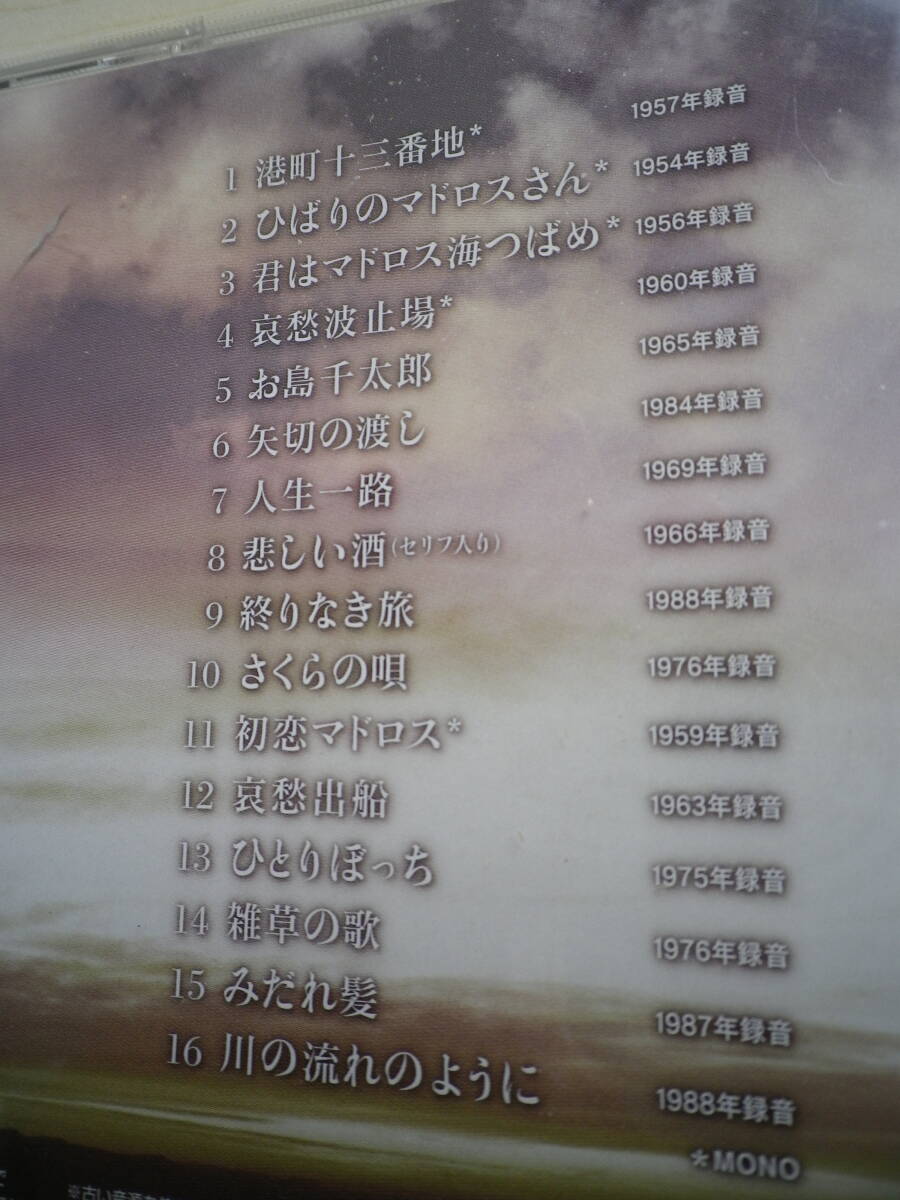 1 港町十三番地* 1957年録音
2 ひばりのマドロスさん* 1954年録音
3 君はマドロス海つばめ* 1956年録音
4 哀愁波止場* 1960年録音
5 お島千太郎 1965年録音
6 矢切の渡し 1984年録音
7 人生一路 1969年録音
8 悲しい酒(セリフ入り) 1966年録音
9 終りなき旅 1988年録音
10 さくらの唄 1976年録音
11 初恋マドロス* 1959年録音
12 哀愁出船 1963年録音
13 ひとりぼっち 1975年録音
14 雑草の歌 1976年録音
15 みだれ髪 1987年録音
16 川の流れのように 1988年録音
*MONO
※古い音源を